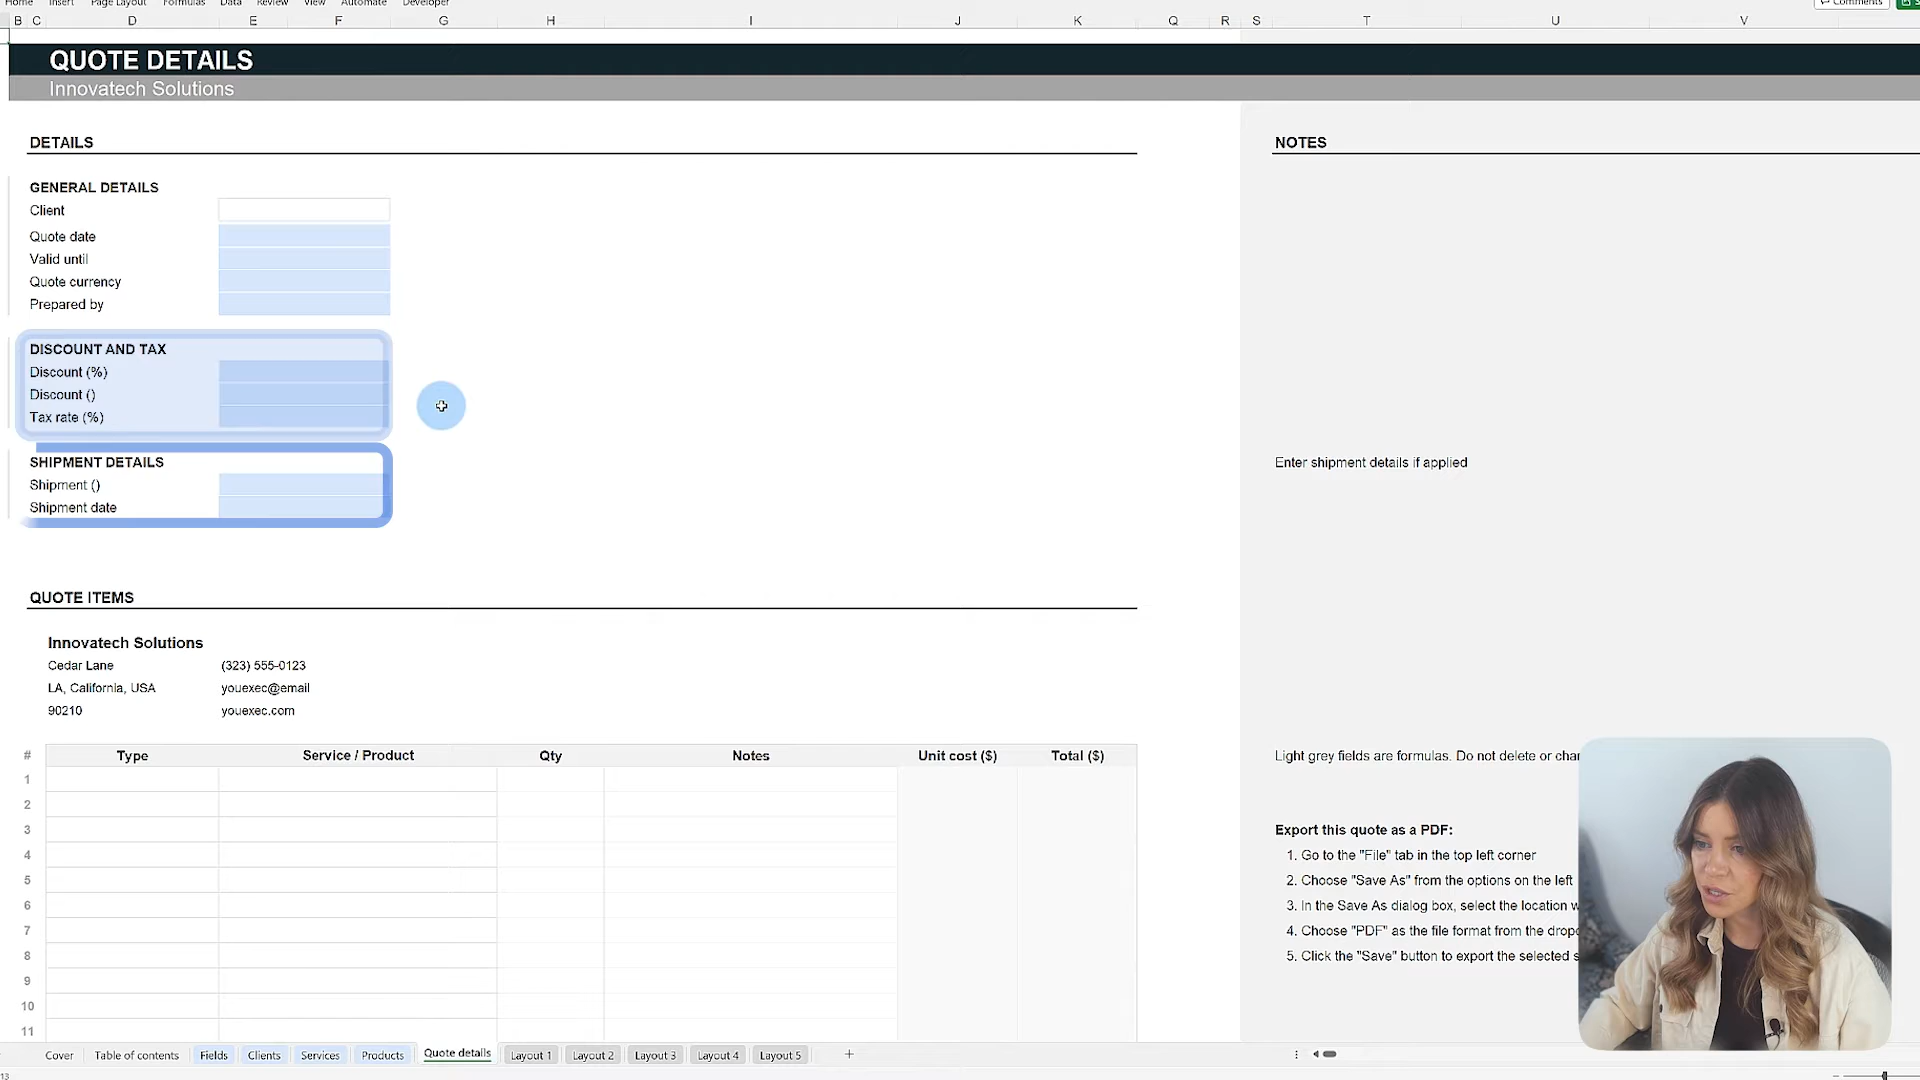 Home Insert Page Layout Formulas Data Review View Automate Developer
Comments
B C D E F G H I J K Q R S T U V
QUOTE DETAILS
Innovatech Solutions
DETAILS
NOTES
GENERAL DETAILS
Client
Quote date
Valid until
Quote currency
Prepared by
DISCOUNT AND TAX
Discount (%)
Discount ()
Tax rate (%)
SHIPMENT DETAILS
Enter shipment details if applied
Shipment ()
Shipment date
QUOTE ITEMS
Innovatech Solutions
Cedar Lane (323) 555-0123
LA, California, USA youexec@email
90210 youexec.com
# Type Service / Product Qty Notes Unit cost ($) Total ($)
Light grey fields are formulas. Do not delete or
1
2
3
4
5
6
7
8
9
10
11
Export this quote as a PDF:
1. Go to the "File" tab in the top left corner
2. Choose "Save As" from the options on the left
3. In the Save As dialog box, select the location
4. Choose "PDF" as the file format from the
5. Click the "Save" button to export the selected
Cover Table of contents Fields Clients Services Products Quote details Layout 1 Layout 2 Layout 3 Layout 4 Layout 5 +